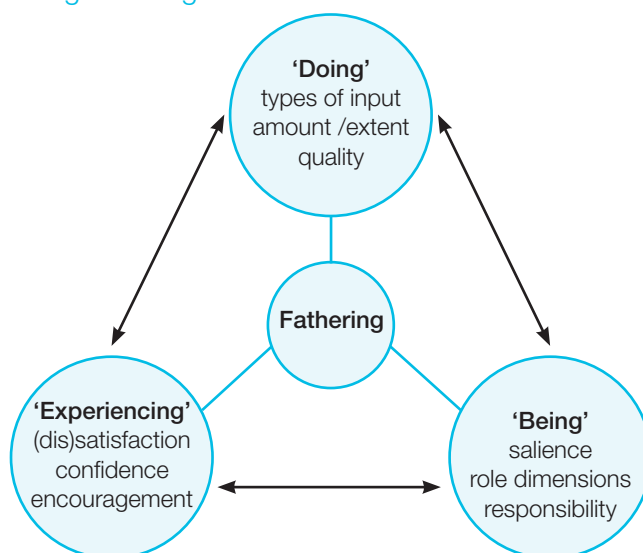 'Doing'
types of input
amount /extent
quality
Fathering
'Experiencing'
(dis)satisfaction
confidence
encouragement
'Being'
salience
role dimensions
responsibility